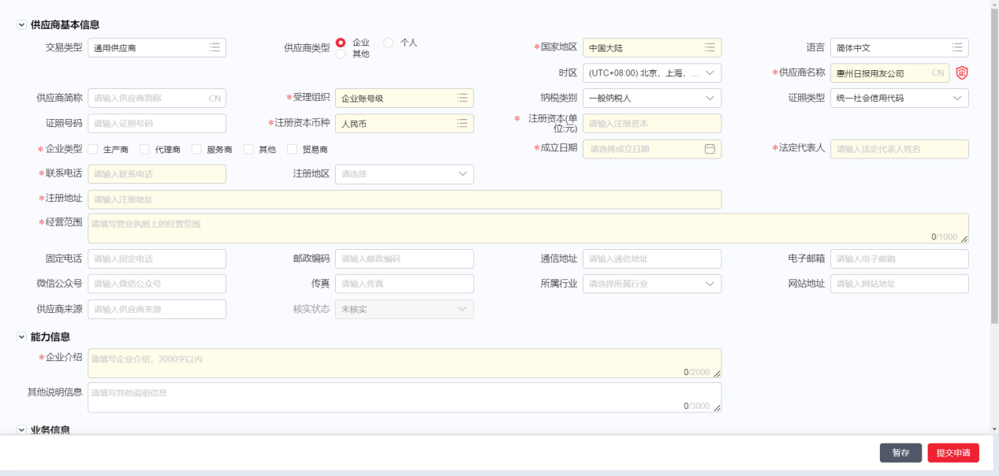 供应商基本信息
交易类型 通用供应商 供应商类型 企业 个人 其他 *国家地区 中国大陆 语言 简体中文
时区 (UTC+08:00) 北京，上海，... *供应商名称 惠州日报用友公司 CN 企
供应商简称 请输入供应商简称 CN *受理组织 企业账号级 纳税类别 一般纳税人 证照类型 统一社会信用代码
证照号码 请输入证照号码 *注册资本币种 人民币 * 注册资本(单位:元) 请输入注册资本
*企业类型 生产商 代理商 服务商 其他 贸易商 *成立日期 请选择成立日期 *法定代表人 请输入法定代表人姓名
*联系电话 请输入联系电话 注册地区 请选择
*注册地址 请输入注册地址
*经营范围 请填写营业执照上的经营范围
0/1000
固定电话 请输入固定电话 邮政编码 请输入邮政编码 通信地址 请输入通信地址 电子邮箱 请输入电子邮箱
微信公众号 请输入微信公众号 传真 请输入传真 所属行业 请选择所属行业 网站地址 请输入网站地址
供应商来源 请输入供应商来源 核实状态 未核实
能力信息
*企业介绍 请填写企业介绍，2000字以内
0/2000
其他说明信息 请填写其他说明信息
0/3000
业务信息
暂存 提交申请